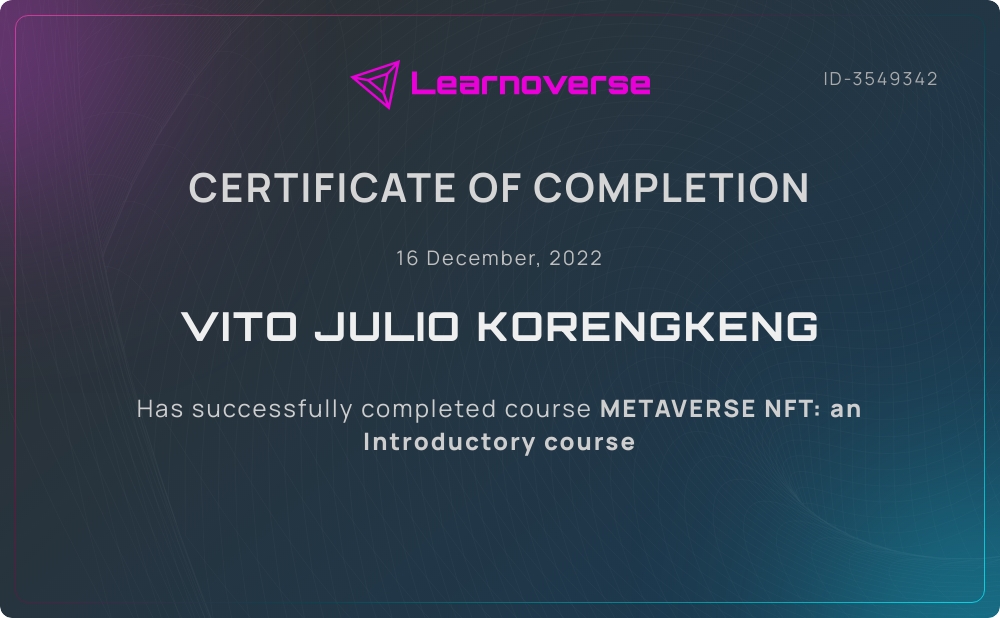 Learnoverse
ID-3549342
CERTIFICATE OF COMPLETION
16 December, 2022
VITO JULIO KORENGKENG
Has successfully completed course METAVERSE NFT: an
Introductory course